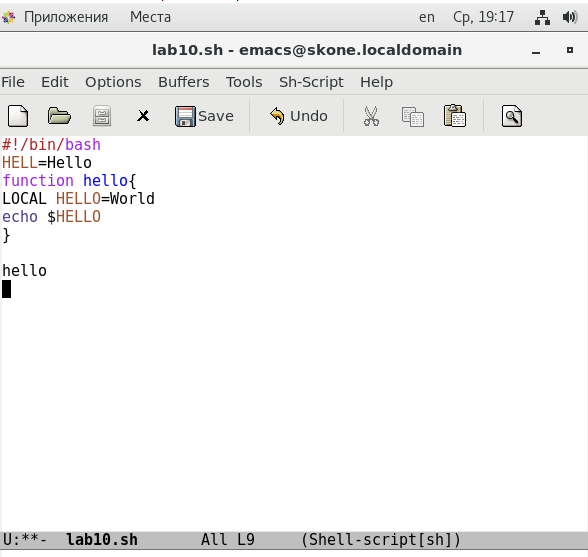 Приложения Места en Ср, 19:17
lab10.sh - emacs@skone.localdomain
File Edit Options Buffers Tools Sh-Script Help
Save Undo
#!/bin/bash
HELL=Hello
function hello{
LOCAL HELLO=World
echo $HELLO
}
hello
U:**- lab10.sh All L9 (Shell-script[sh])